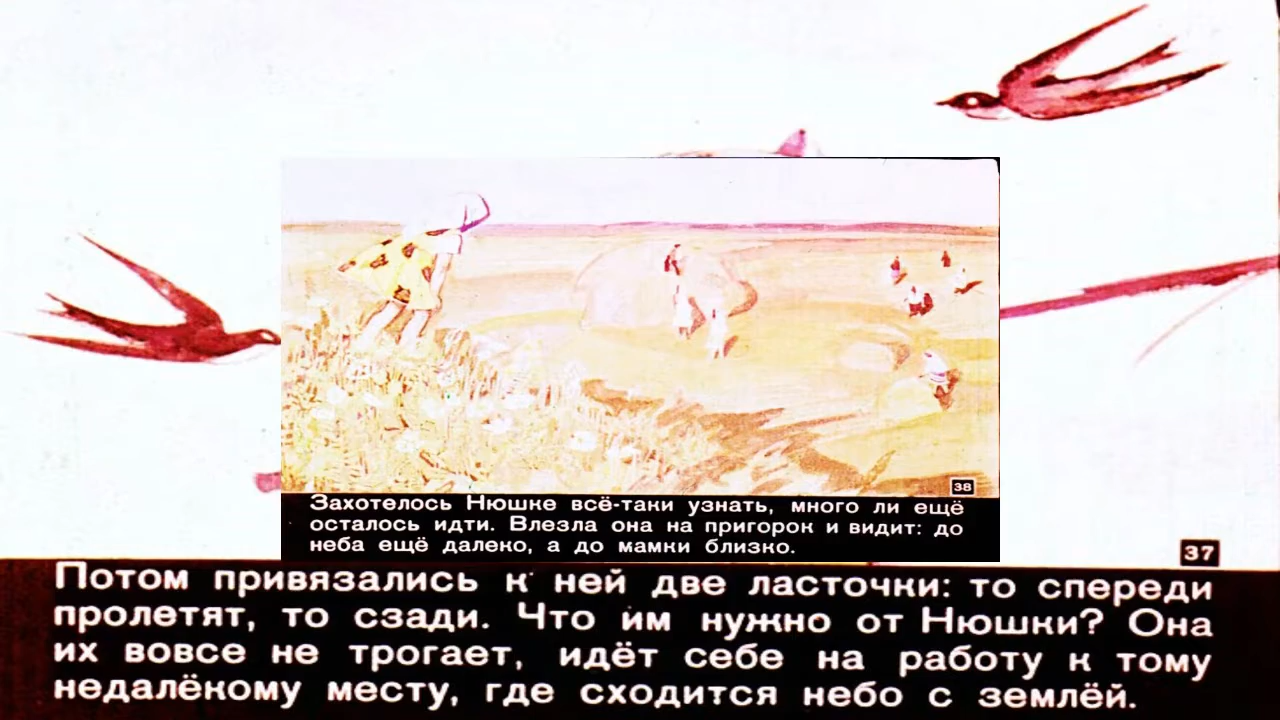 38
Захотелось Нюшке всё-таки узнать, много ли ещё
осталось идти. Влезла она на пригорок и видит: до
неба ещё далеко, а до мамки близко.
37
Потом привязались к ней две ласточки: то спереди
пролетят, то сзади. Что им нужно от Нюшки? Она
их вовсе не трогает, идёт себе на работу к тому
недалёкому месту, где сходится небо с землёй.